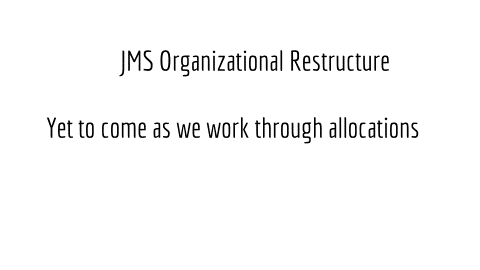 JMS Organizational Restructure
Yet to come as we work through allocations